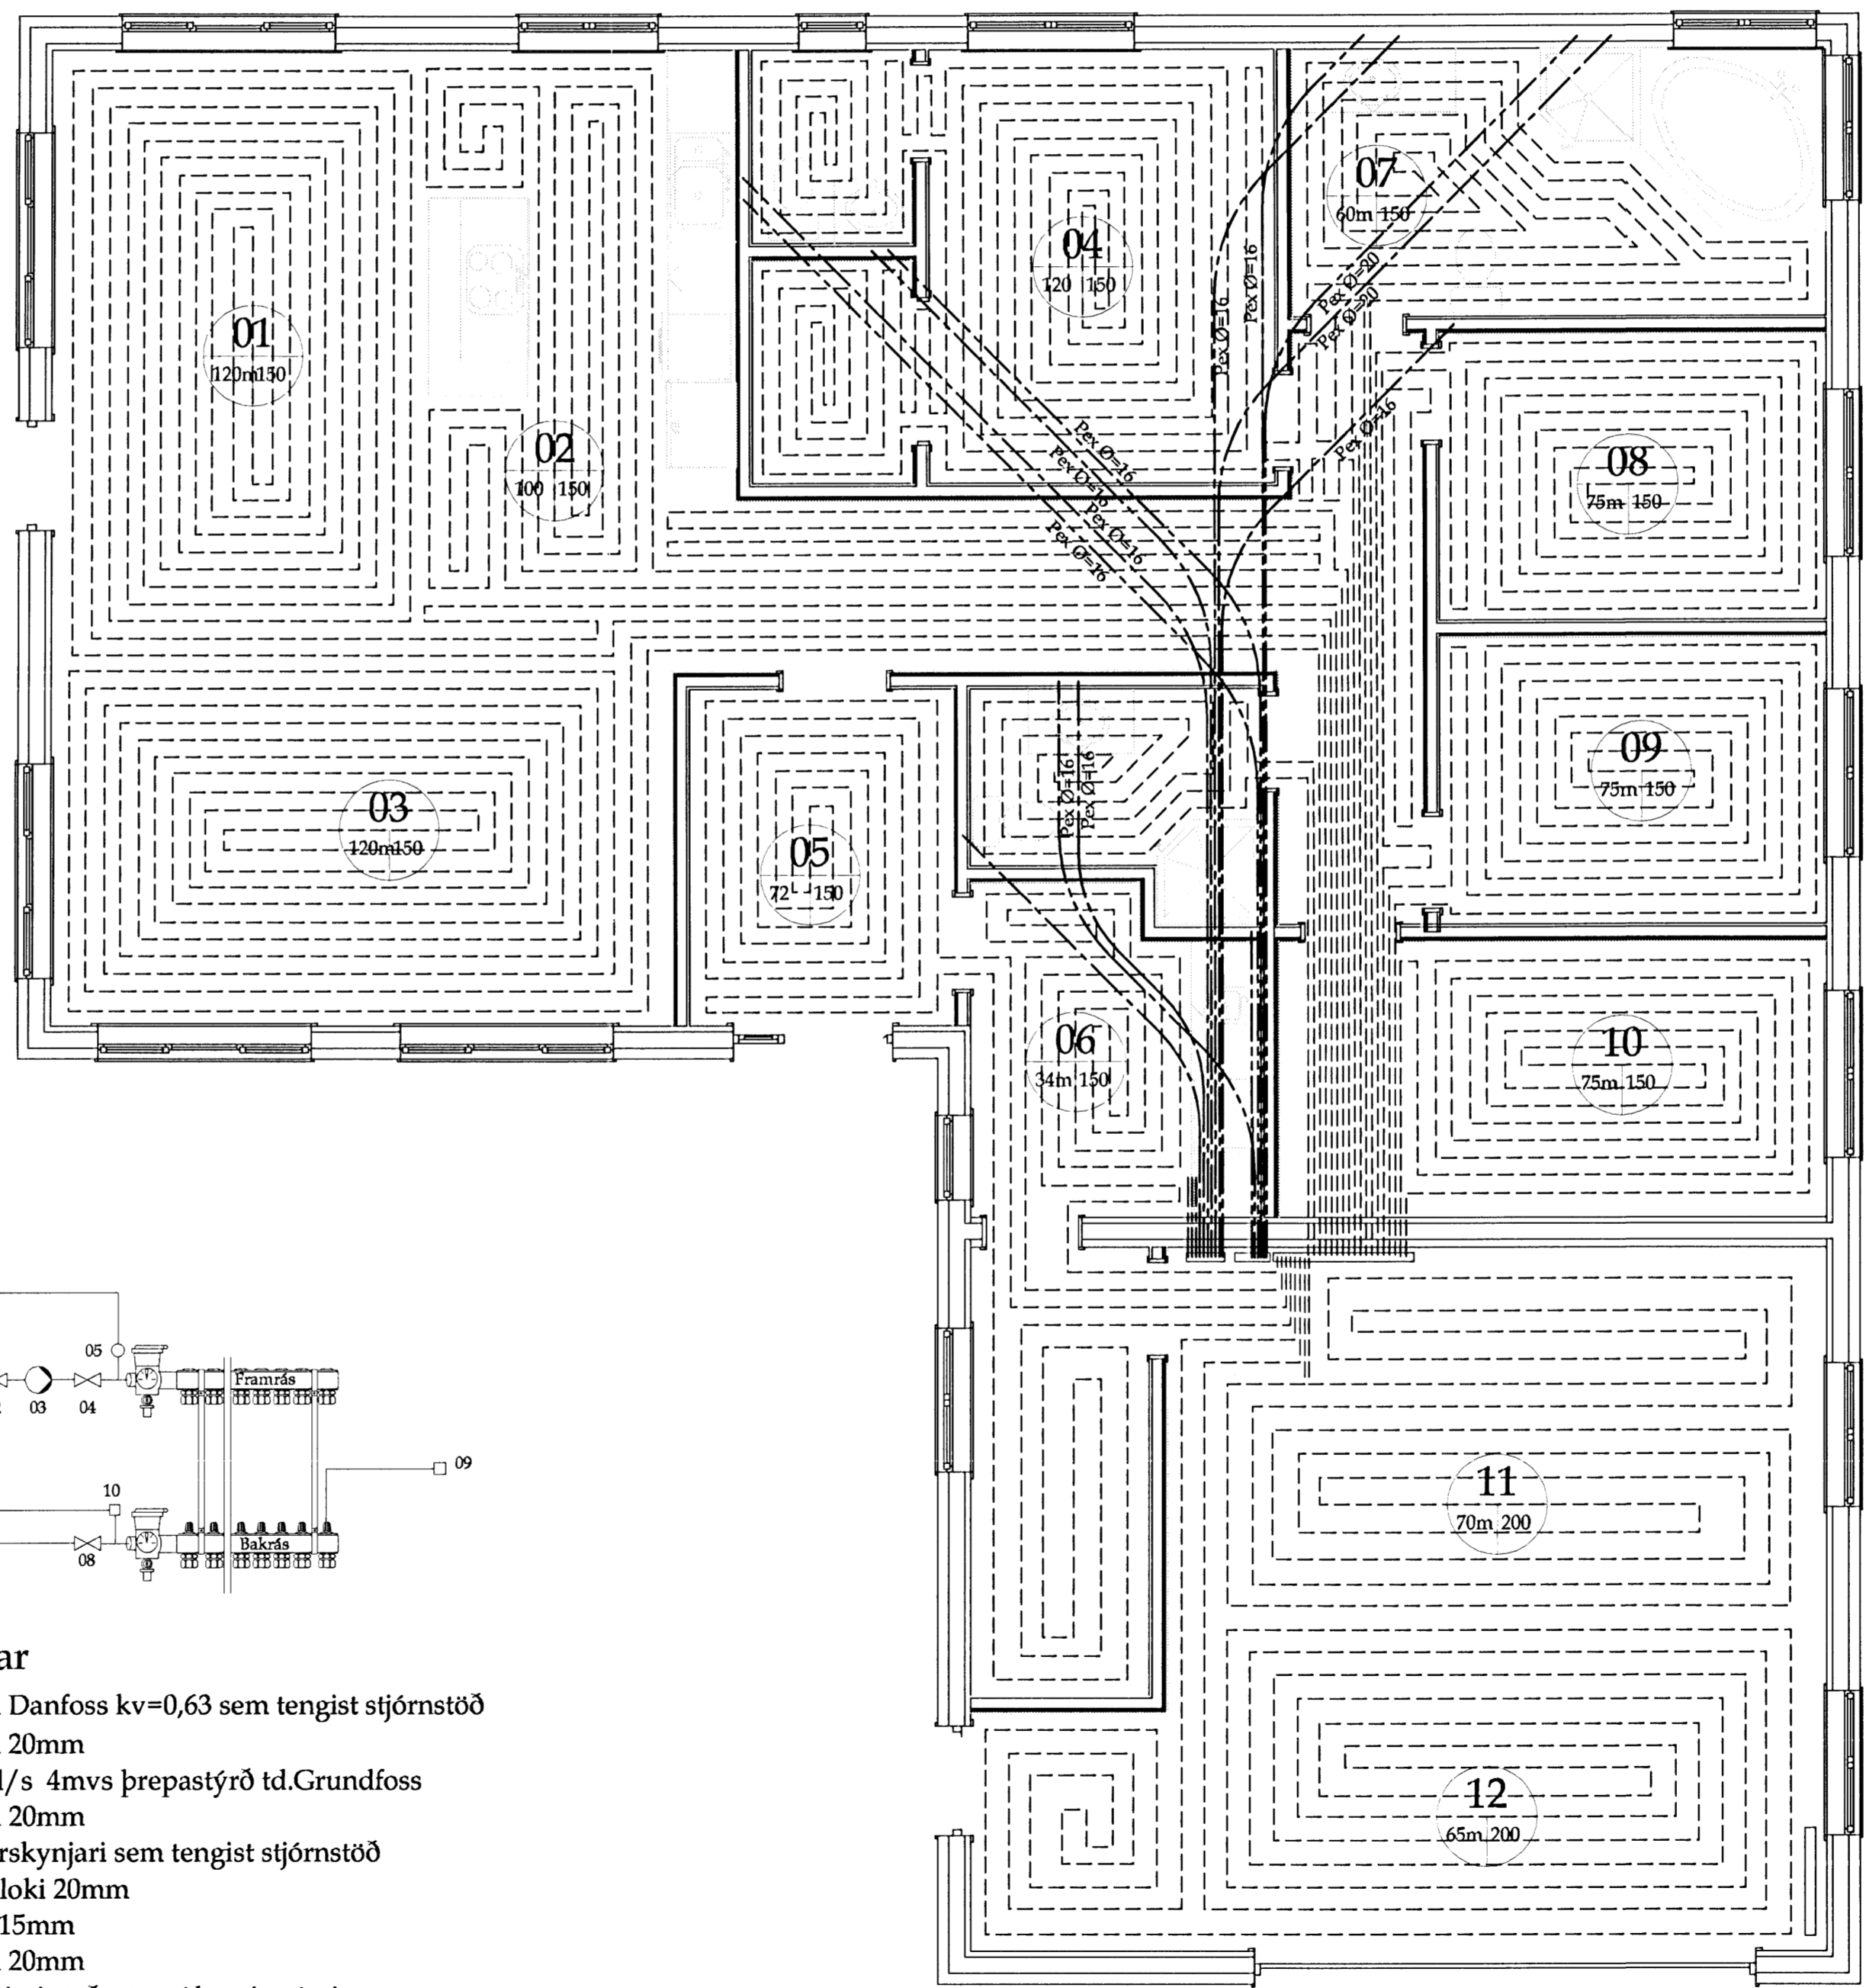 01
120m 150
02
100 150
03
120m 150
04
120 150
05
72 150
06
34m 150
07
60m 150
08
75m 150
09
75m 150
10
75m 150
11
70m 200
12
65m 200
Pex Ø=16
Pex Ø=16
Pex Ø=20
Pex Ø=20
Pex Ø=16
Pex Ø=16
Pex Ø=16
Pex Ø=16
Pex Ø=16
Pex Ø=16
Pex Ø=16
05
03
04
Framrás
09
10
08
Bakrás
ar
Danfoss kv=0,63 sem tengist stjórnstöð
20mm
l/s 4mvs þrepastýrð td.Grundfoss
20mm
rskynjari sem tengist stjórnstöð
loki 20mm
15mm
20mm